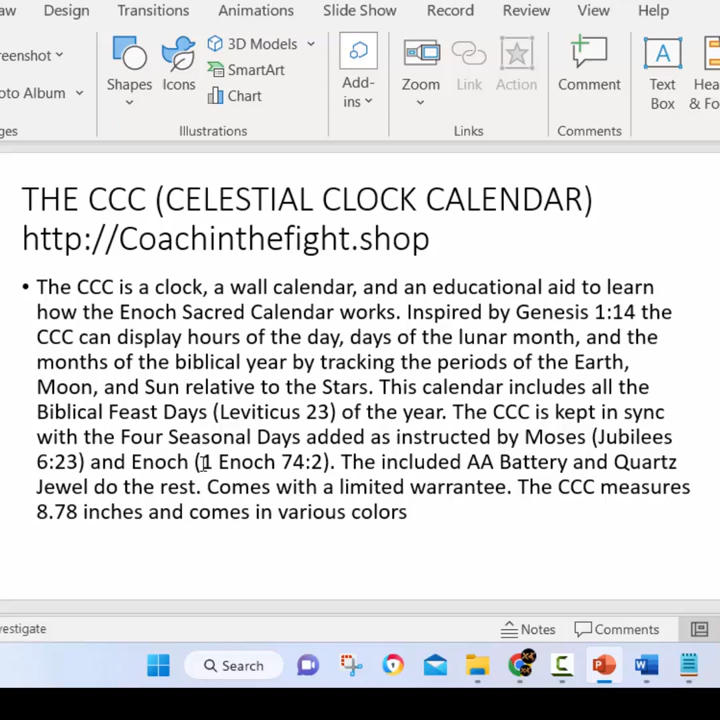 Design Transitions Animations Slide Show Record Review View Help
Shapes
Icons
3D Models
SmartArt
Chart
Illustrations
Add-
ins
Zoom
Link
Action
Links
Comment
Comments
Text
Box
THE CCC (CELESTIAL CLOCK CALENDAR)
http://Coachinthefight.shop
• The CCC is a clock, a wall calendar, and an educational aid to learn
how the Enoch Sacred Calendar works. Inspired by Genesis 1:14 the
CCC can display hours of the day, days of the lunar month, and the
months of the biblical year by tracking the periods of the Earth,
Moon, and Sun relative to the Stars. This calendar includes all the
Biblical Feast Days (Leviticus 23) of the year. The CCC is kept in sync
with the Four Seasonal Days added as instructed by Moses (Jubilees
6:23) and Enoch (1 Enoch 74:2). The included AA Battery and Quartz
Jewel do the rest. Comes with a limited warrantee. The CCC measures
8.78 inches and comes in various colors
Notes Comments
Search